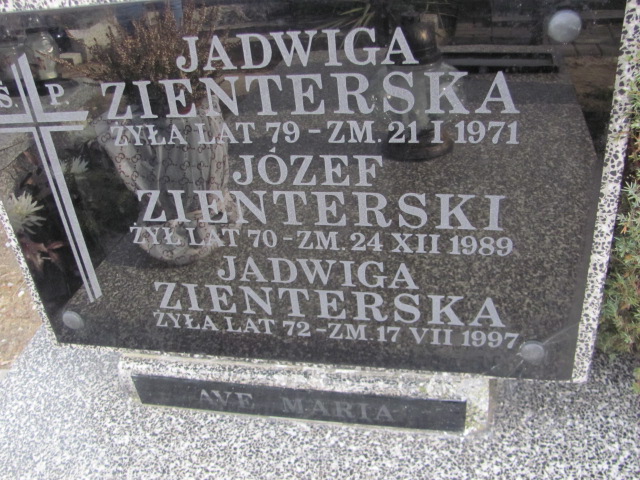 Ś. P.
JADWIGA
ZIENTERSKA
ŻYŁA LAT 79 - ZM. 21 I 1971
JÓZEF
ZIENTERSKI
ŻYŁ LAT 70 - ZM. 24 XII 1989
JADWIGA
ZIENTERSKA
ŻYŁA LAT 72 - ZM. 17 VII 1997
AVE MARIA